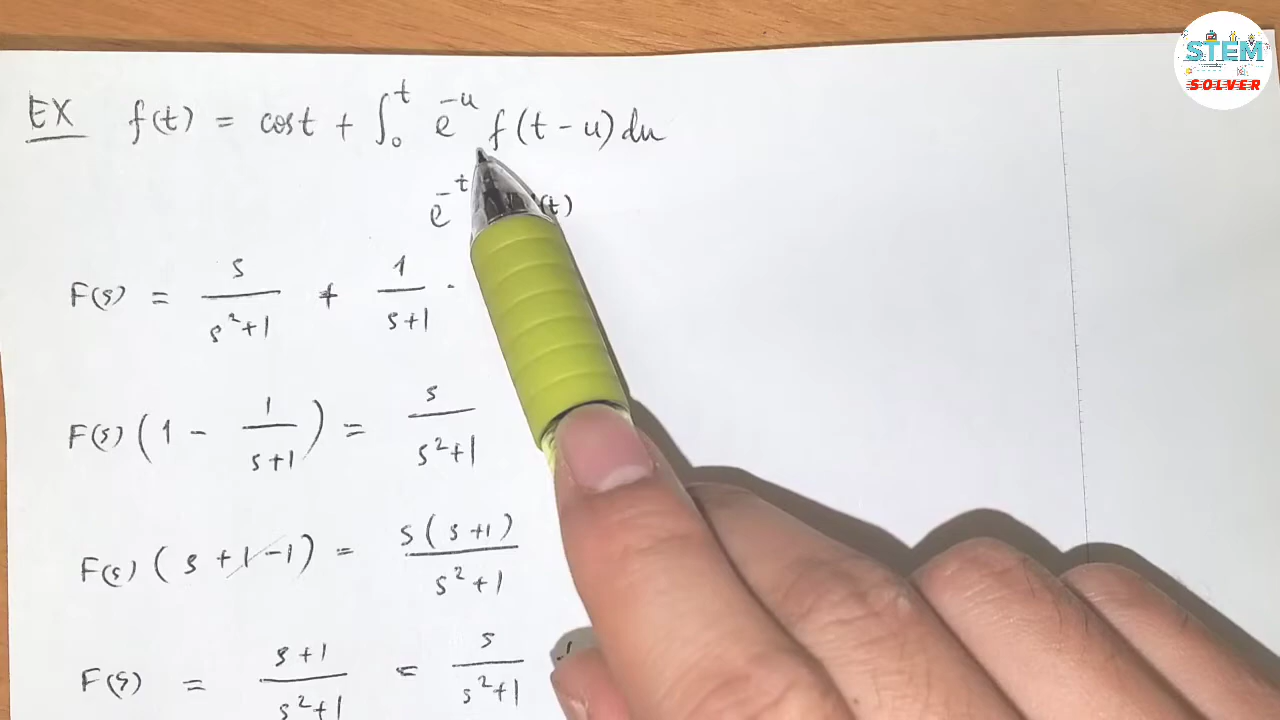 STEM
SOLVER
EX f(t) = cost + ∫₀ᵗ e⁻ᵘ f(t - u) du
e⁻ᵗ (t)
F(s) = s/(s²+1) + 1/(s+1) ·
F(s) (1 - 1/(s+1)) = s/(s²+1)
F(s) (s + 1 - 1) = s(s+1)/(s²+1)
F(s) = (s+1)/(s²+1) = s/(s²+1)